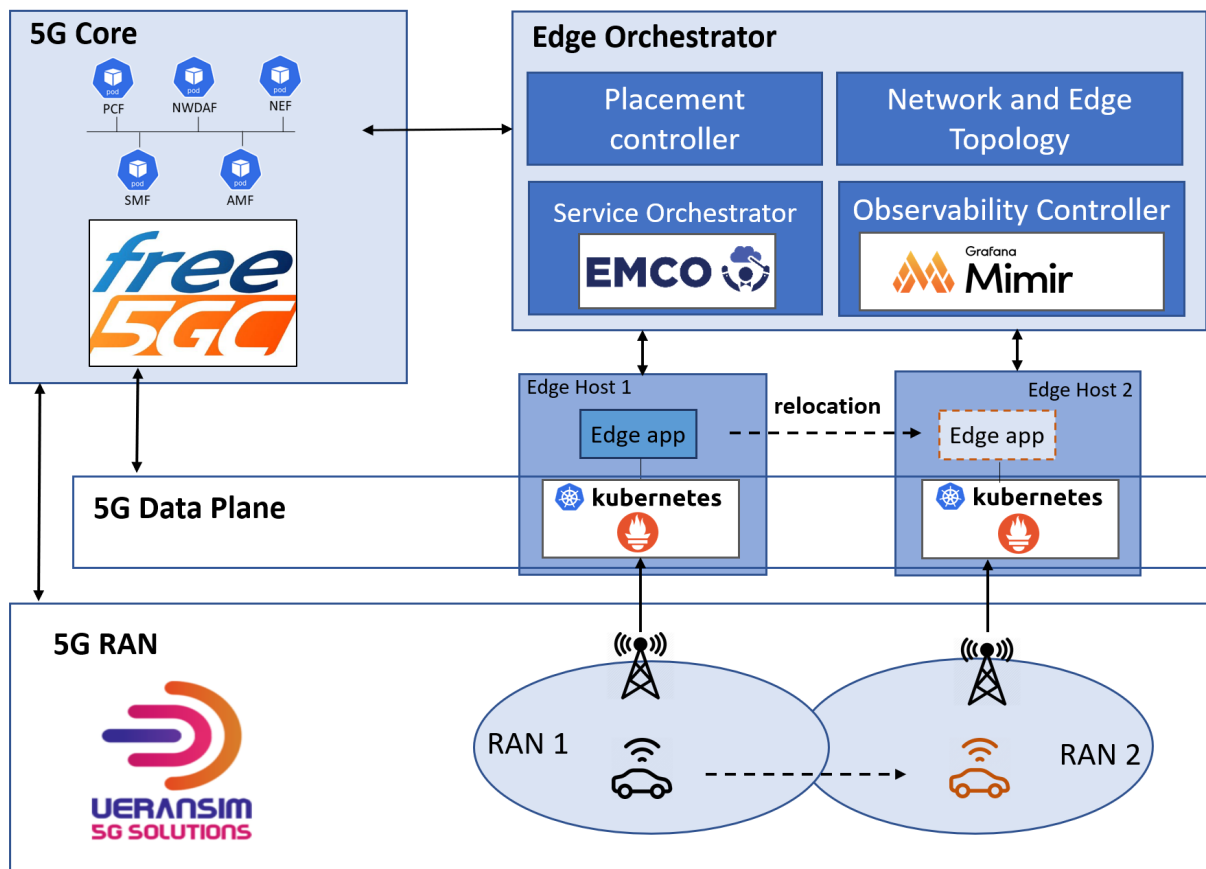 5G Core
pod
pod
pod
PCF
NWDAF
NEF
pod
pod
SMF
AMF
free
5GC
Edge Orchestrator
Placement
controller
Network and Edge
Topology
Service Orchestrator
EMCO
Observability Controller
Grafana
Mimir
Edge Host 1
Edge app
relocation
Edge Host 2
Edge app
5G Data Plane
kubernetes
kubernetes
5G RAN
UERANSIM
5G SOLUTIONS
RAN 1
RAN 2